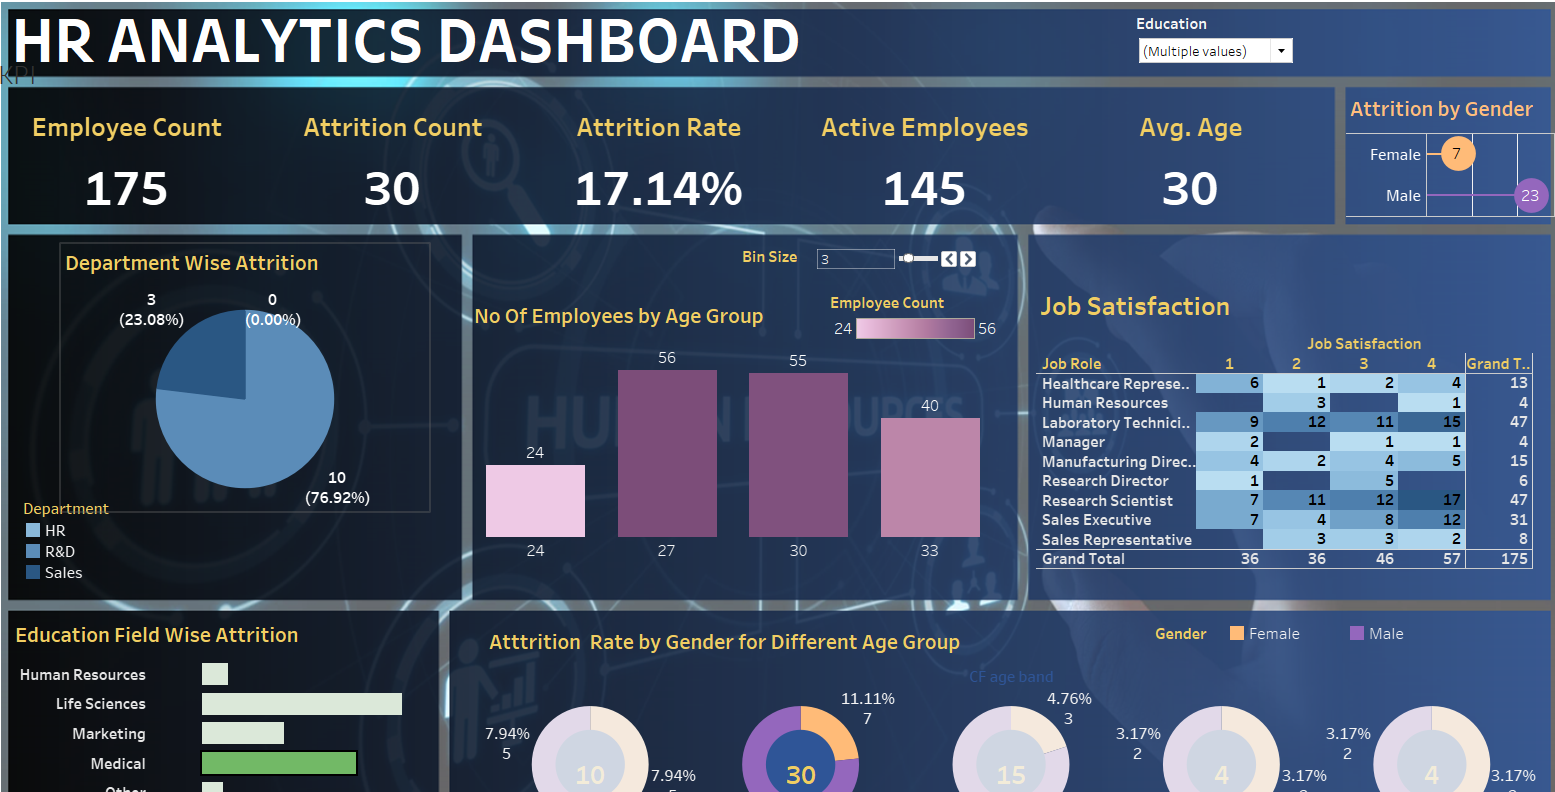 HR ANALYTICS DASHBOARD
Education
(Multiple values)
KPI
Employee Count
Attrition Count
Attrition Rate
Active Employees
Avg. Age
175
30
17.14%
145
30
Attrition by Gender
Female 7
Male 23
Department Wise Attrition
3
(23.08%)
0
(0.00%)
10
(76.92%)
Department
HR
R&D
Sales
Bin Size 3
No Of Employees by Age Group
Employee Count
24 56
24 56 55 40
24 27 30 33
Job Satisfaction
Job Satisfaction
Job Role 1 2 3 4 Grand T..
Healthcare Represe.. 6 1 2 4 13
Human Resources 3 1 4
Laboratory Technici.. 9 12 11 15 47
Manager 2 1 1 4
Manufacturing Direc.. 4 2 4 5 15
Research Director 1 5 6
Research Scientist 7 11 12 17 47
Sales Executive 7 4 8 12 31
Sales Representative 3 3 2 8
Grand Total 36 36 46 57 175
Education Field Wise Attrition
Human Resources
Life Sciences
Marketing
Medical
Other
Atttrition Rate by Gender for Different Age Group
Gender Female Male
CF age band
7.94%
5
10
7.94%
11.11%
7
30
4.76%
3
15
3.17%
2
4
3.17%
3.17%
2
4
3.17%